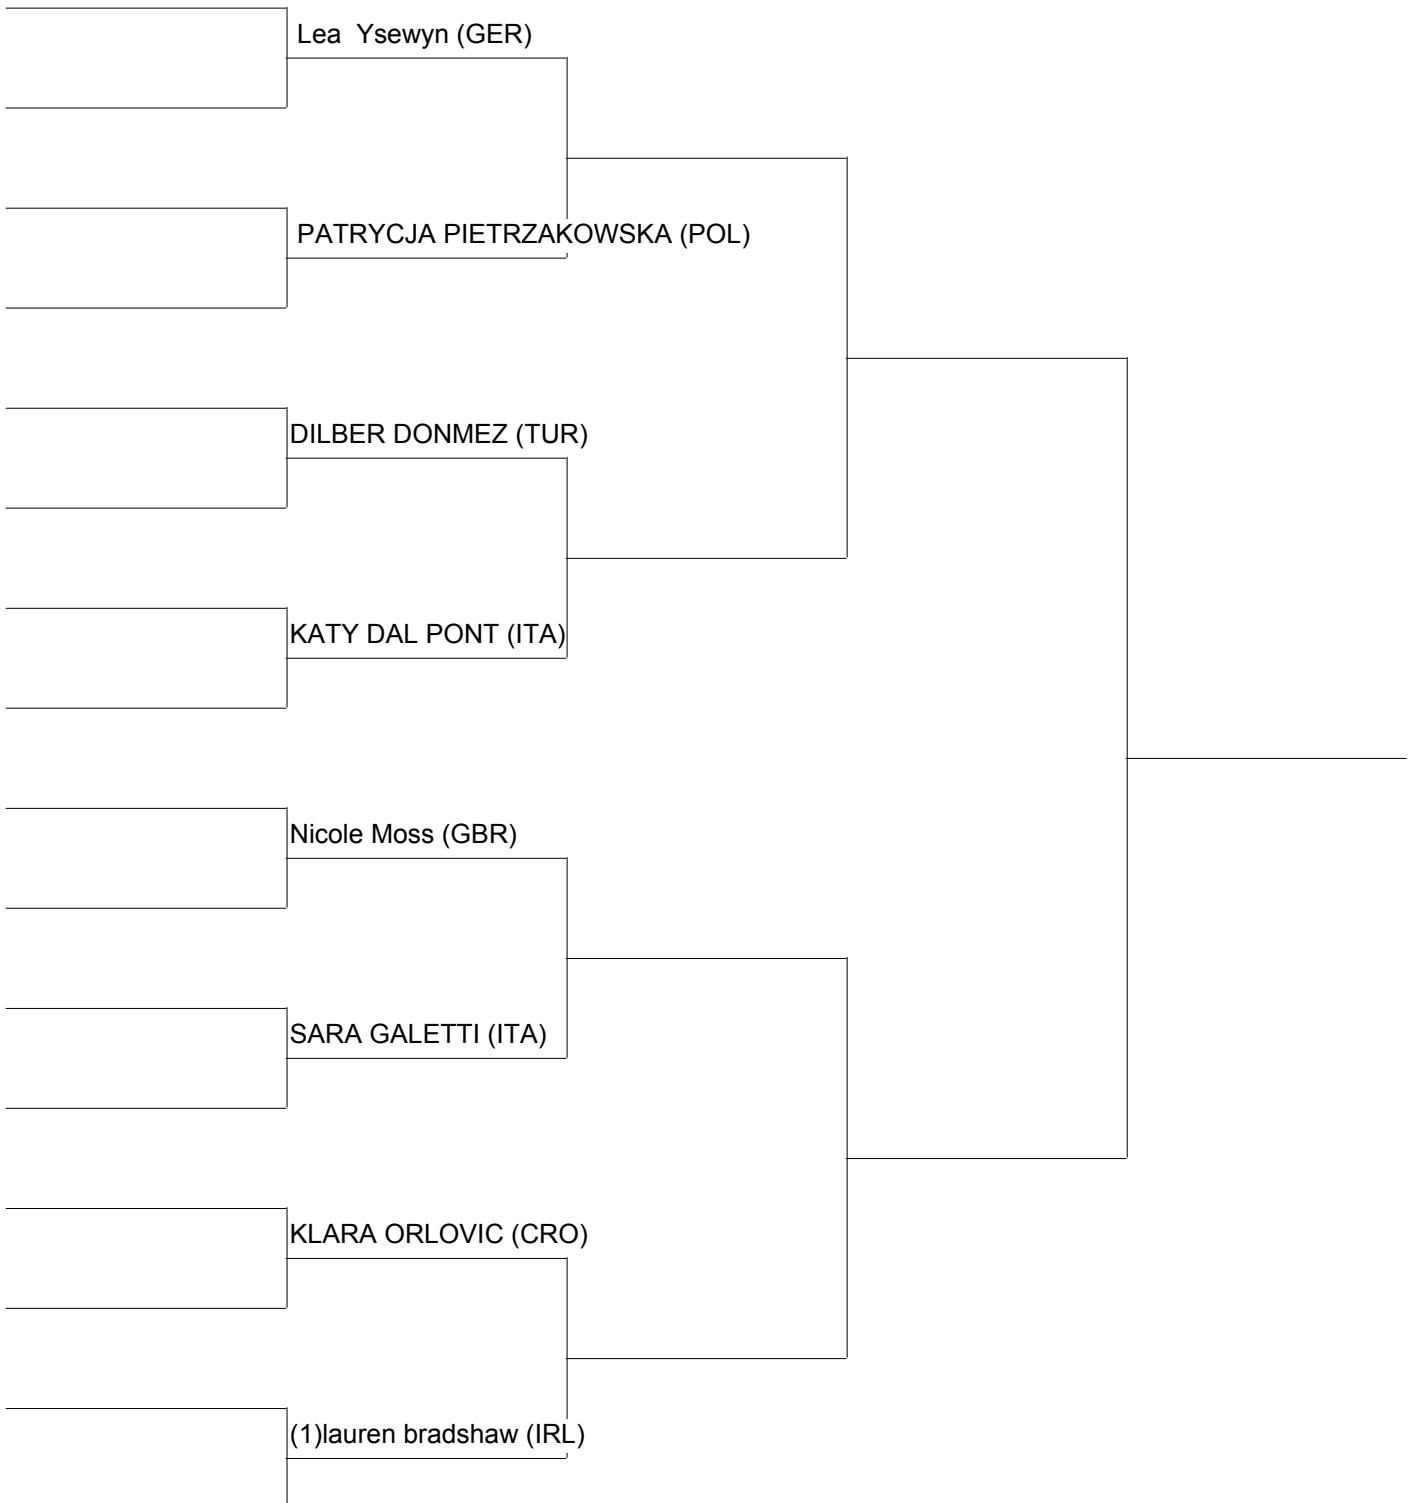 Lea  Ysewyn (GER)
PATRYCJA PIETRZAKOWSKA (POL)
DILBER DONMEZ (TUR)
KATY DAL PONT (ITA)
Nicole Moss (GBR)
SARA GALETTI (ITA)
KLARA ORLOVIC (CRO)
(1)lauren bradshaw (IRL)